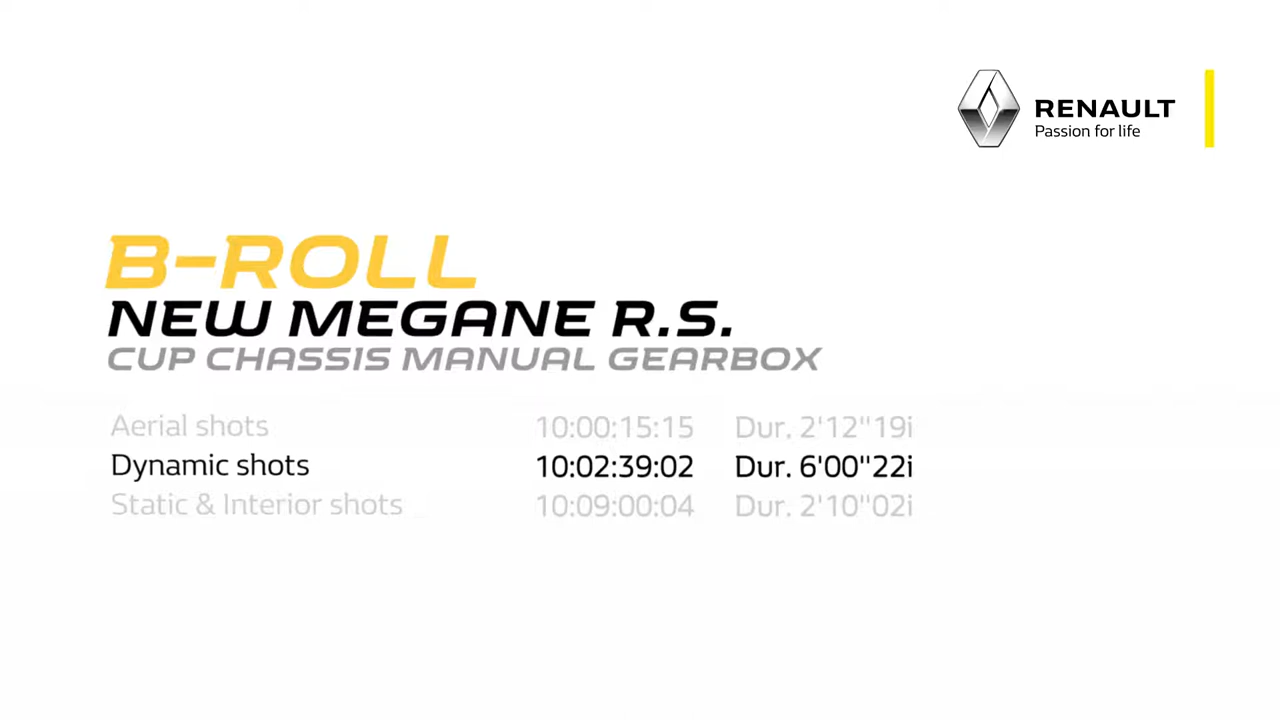 RENAULT
Passion for life
B-ROLL
NEW MEGANE R.S.
CUP CHASSIS MANUAL GEARBOX
Aerial shots 10:00:15:15 Dur. 2'12"19i
Dynamic shots 10:02:39:02 Dur. 6'00"22i
Static & Interior shots 10:09:00:04 Dur. 2'10"02i